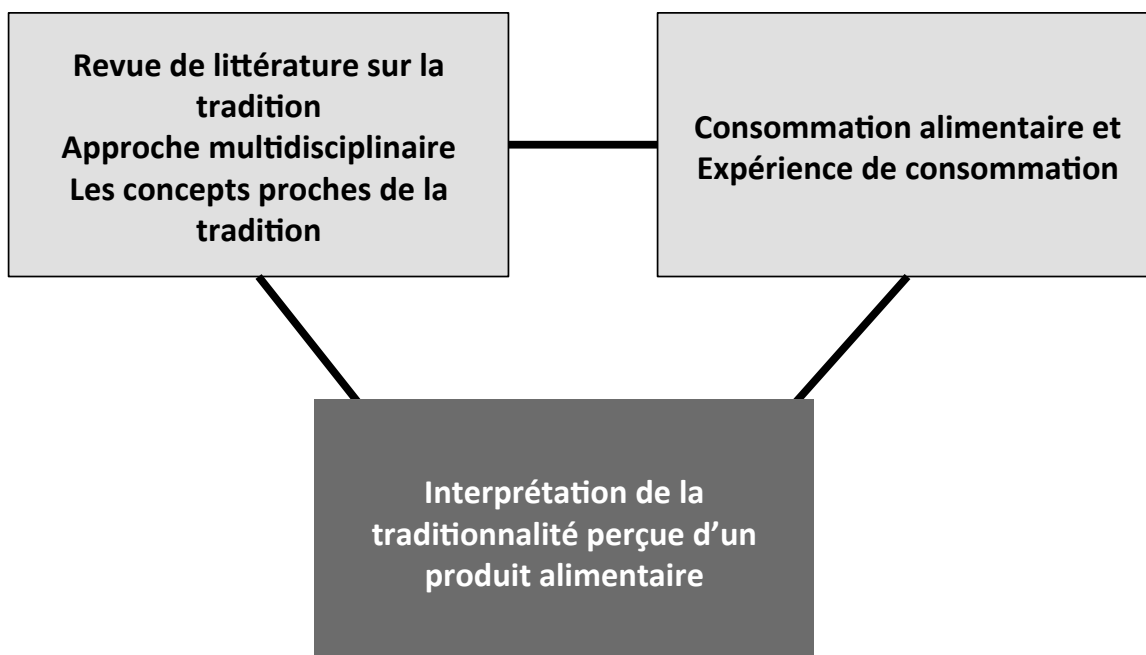 Revue de littérature sur la
tradition
Approche multidisciplinaire
Les concepts proches de la
tradition
Consommation alimentaire et
Expérience de consommation
Interprétation de la
traditionnalité perçue d’un
produit alimentaire